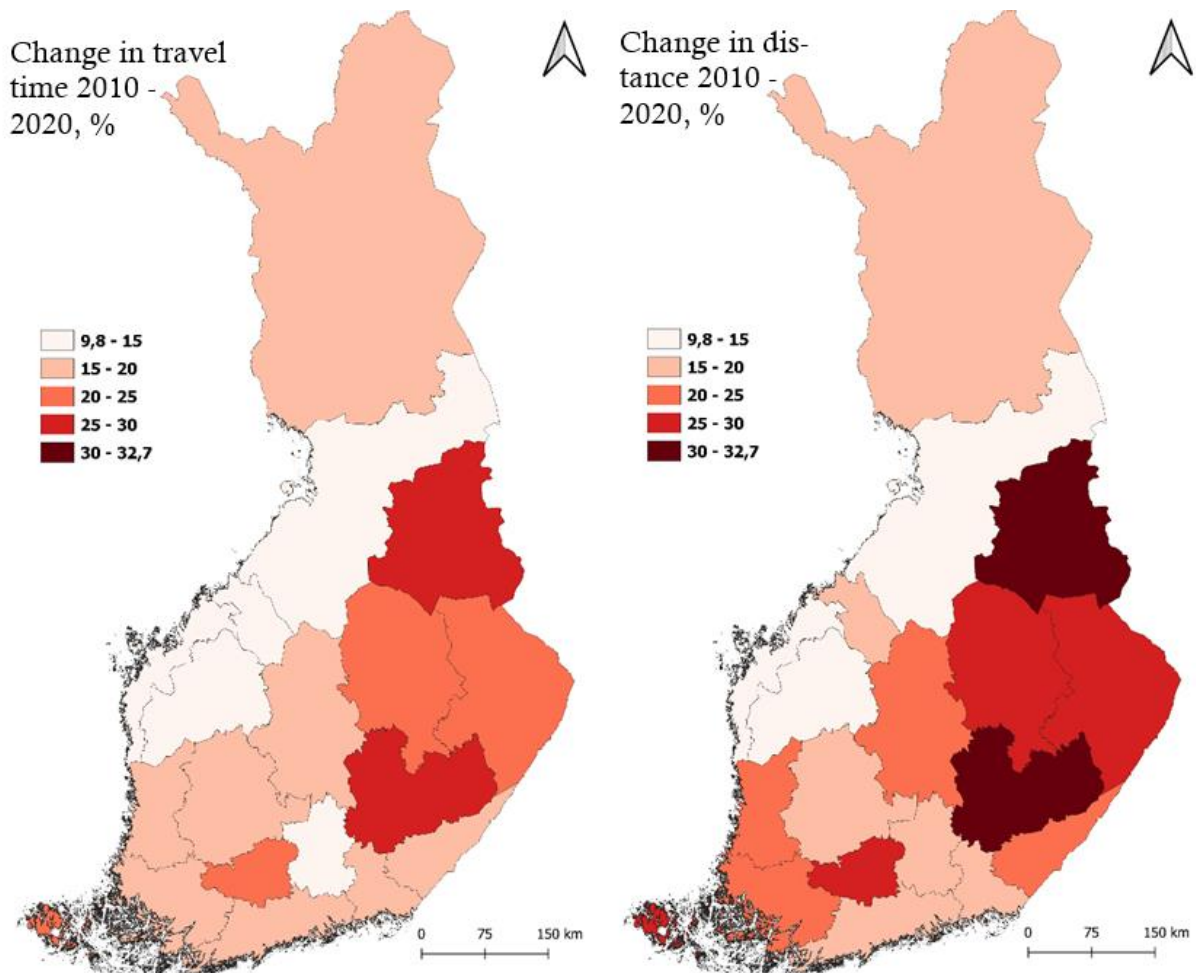 Change in travel
time 2010 -
2020, %
9,8 - 15
15 - 20
20 - 25
25 - 30
30 - 32,7
0 75 150 km
Change in dis-
tance 2010 -
2020, %
9,8 - 15
15 - 20
20 - 25
25 - 30
30 - 32,7
0 75 150 km